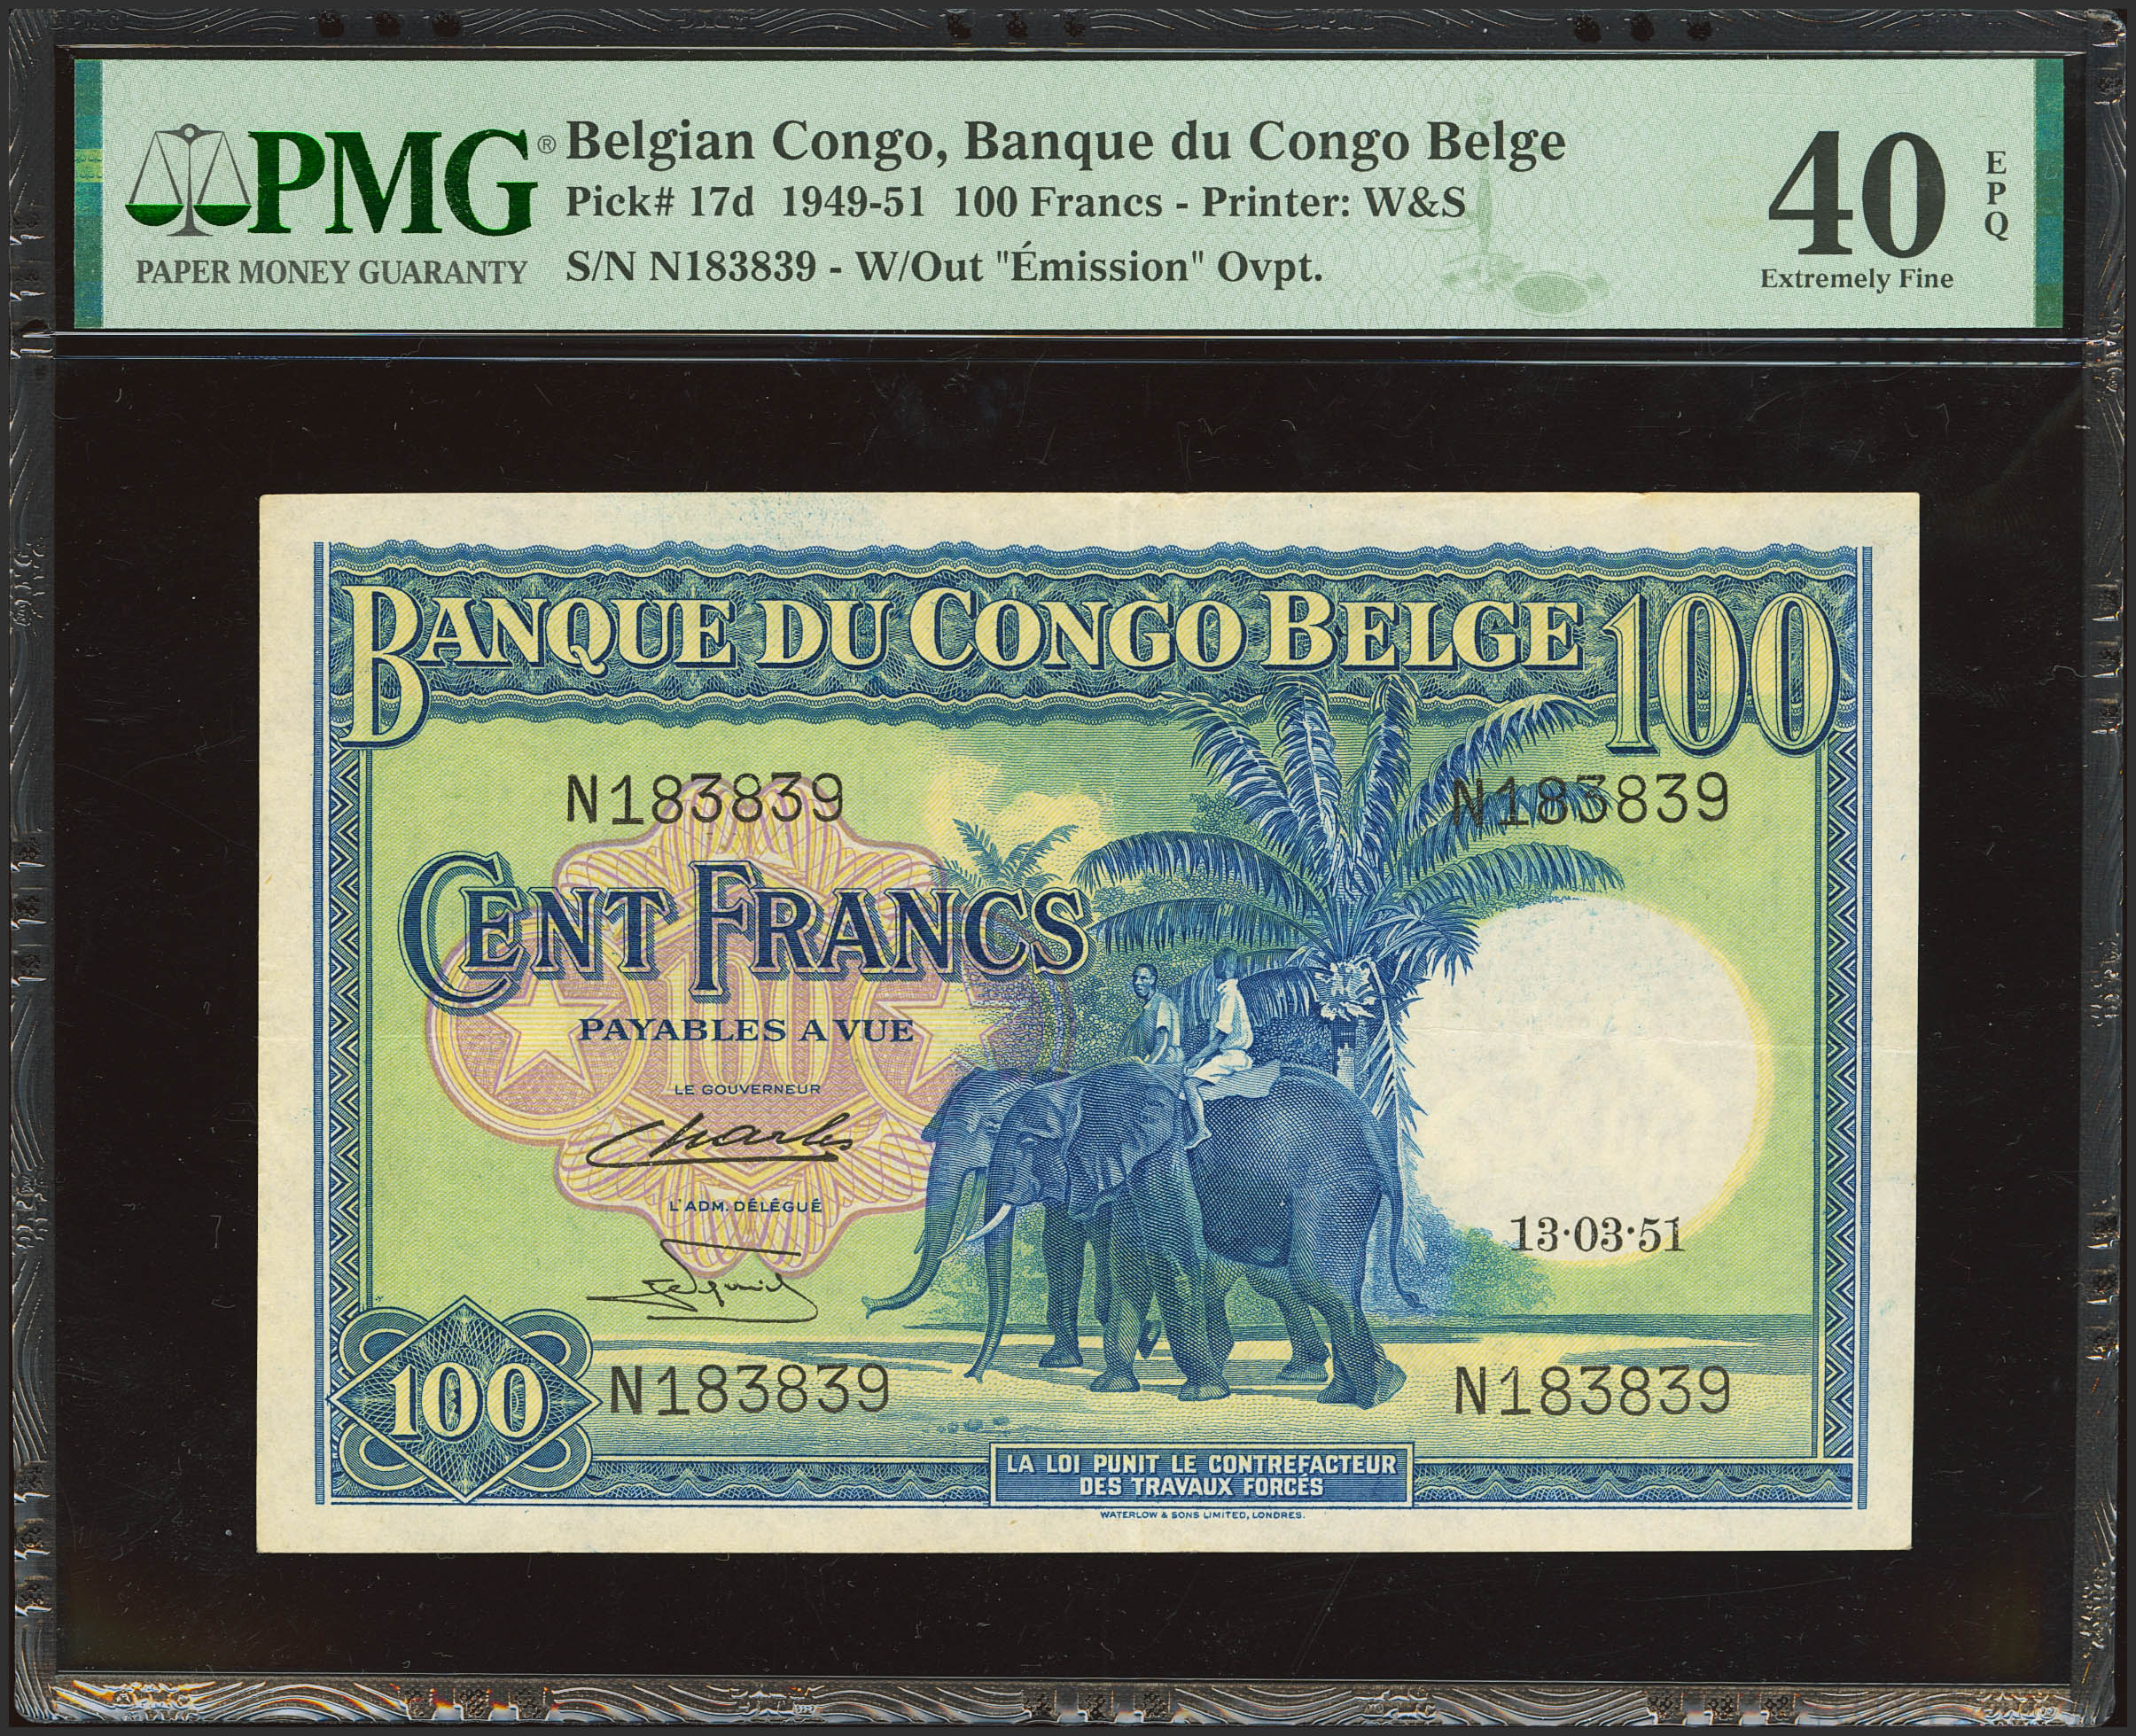 PMG®
PAPER MONEY GUARANTY
Belgian Congo, Banque du Congo Belge
Pick# 17d 1949-51 100 Francs - Printer: W&S
S/N N183839 - W/Out "Émission" Ovpt.
40
EPQ
Extremely Fine
BANQUE DU CONGO BELGE 100
N183839 N183839
CENT FRANCS
100
PAYABLES A VUE
LE GOUVERNEUR
L'ADM. DÉLÉGUÉ
13·03·51
100 N183839 N183839
LA LOI PUNIT LE CONTREFACTEUR
DES TRAVAUX FORCÉS
WATERLOW & SONS LIMITED, LONDRES.